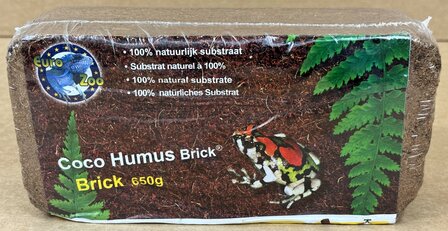 Euro
Zoo
• 100% natuurlijk substraat
• Substrat naturel à 100%
• 100% natural substrate
• 100% natürliches Substrat
Coco Humus Brick®
Brick 650g